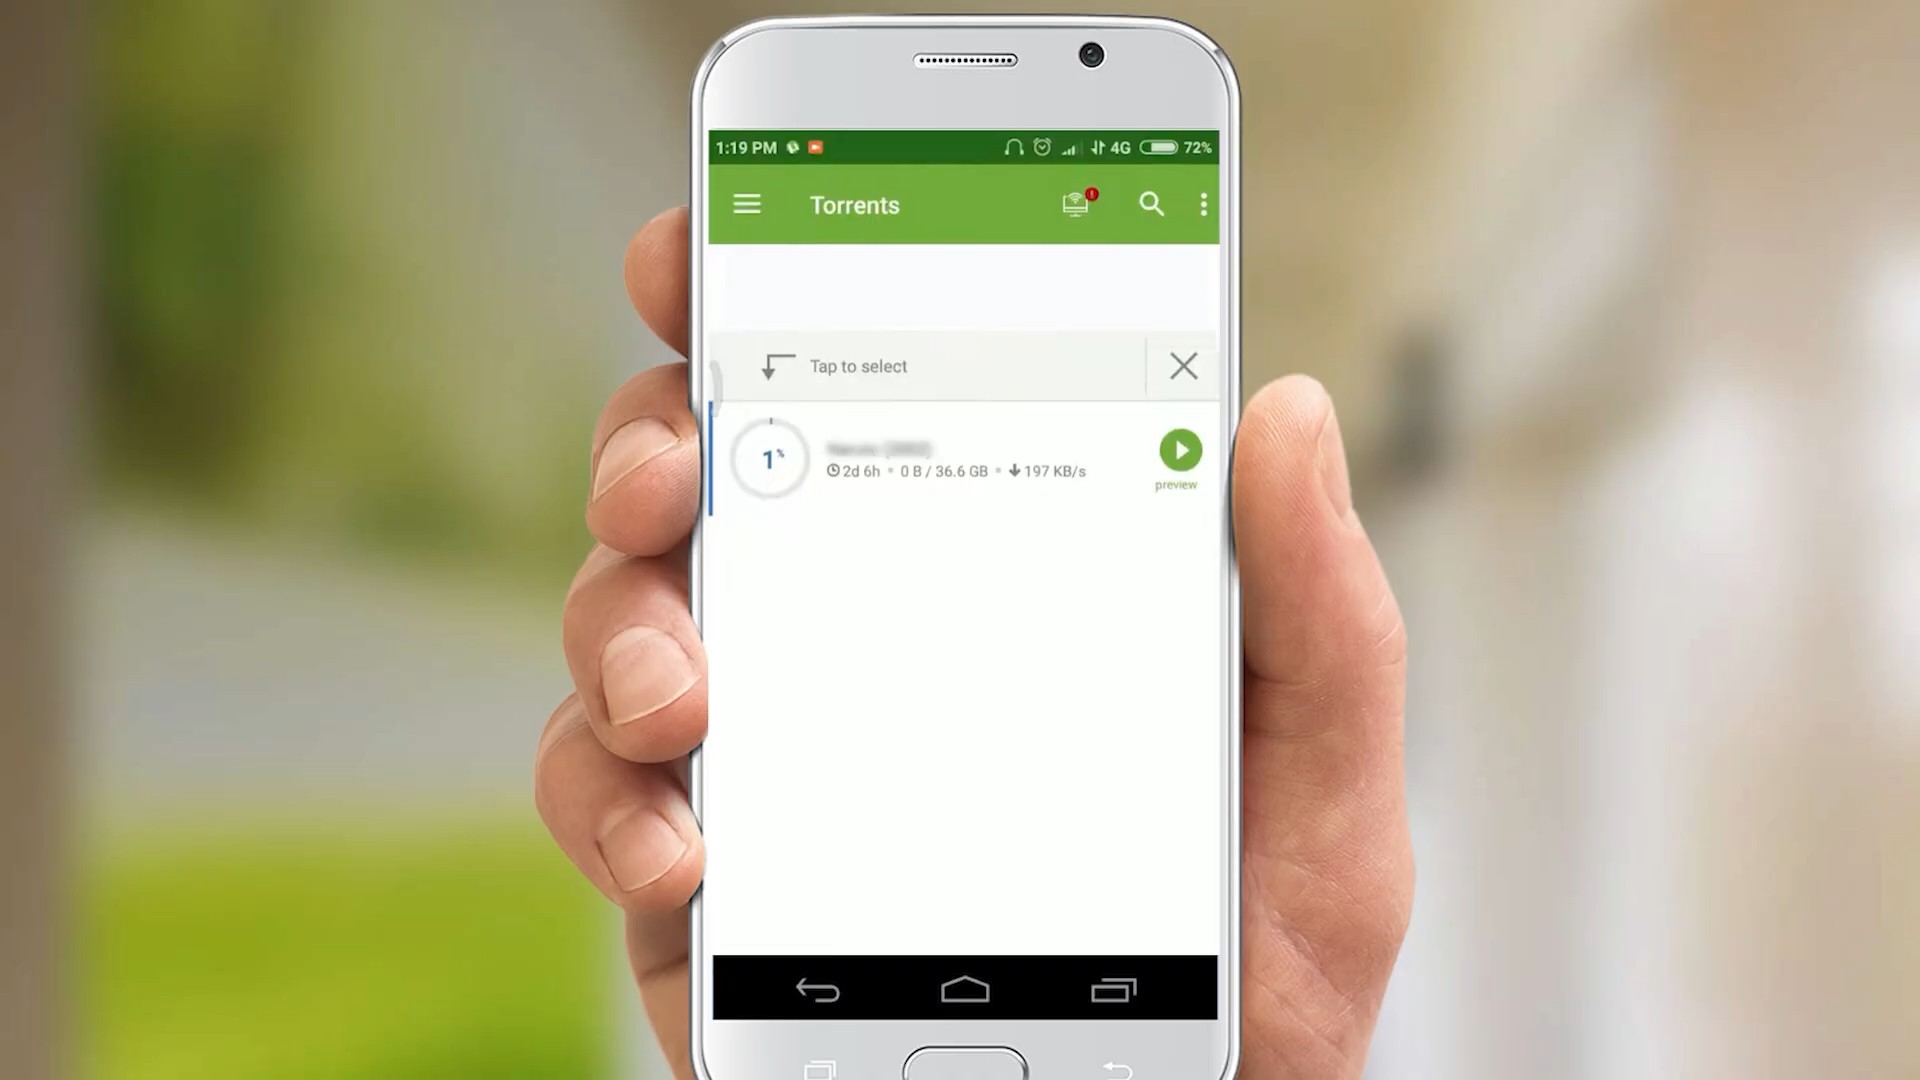 1:19 PM 4G 72%
Torrents
Tap to select
1%
2d 6h • 0 B / 36.6 GB • 197 KB/s
preview